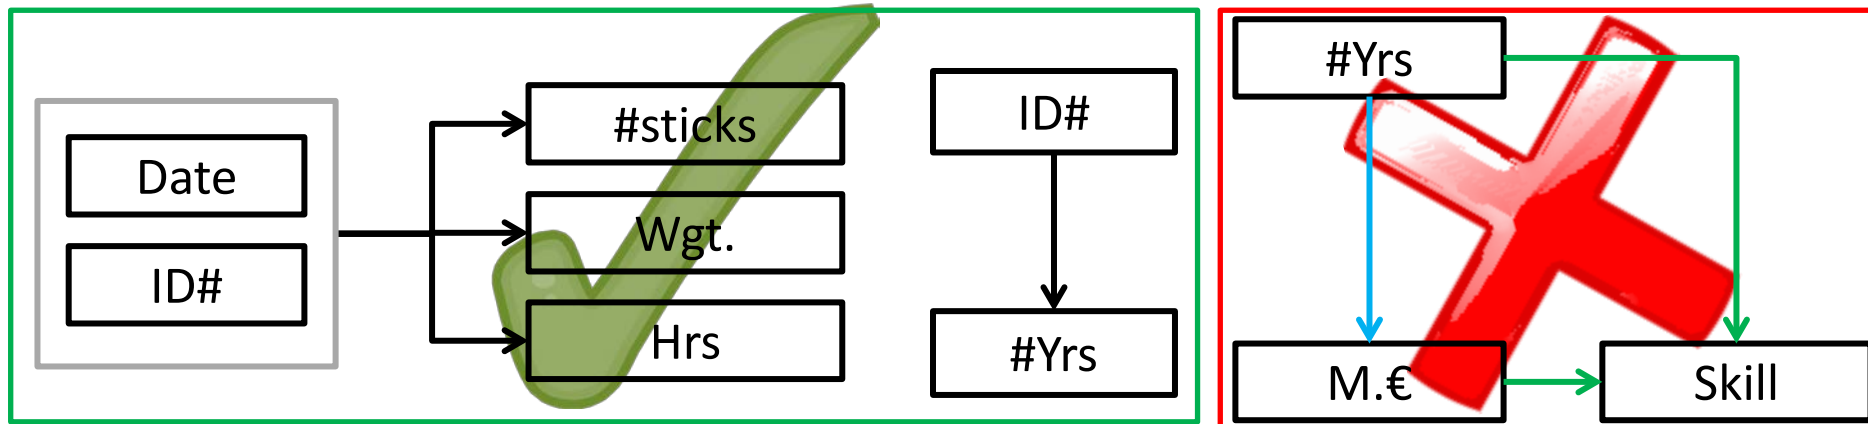 Date
ID#
#sticks
Wgt.
Hrs
ID#
#Yrs
#Yrs
M.€
Skill